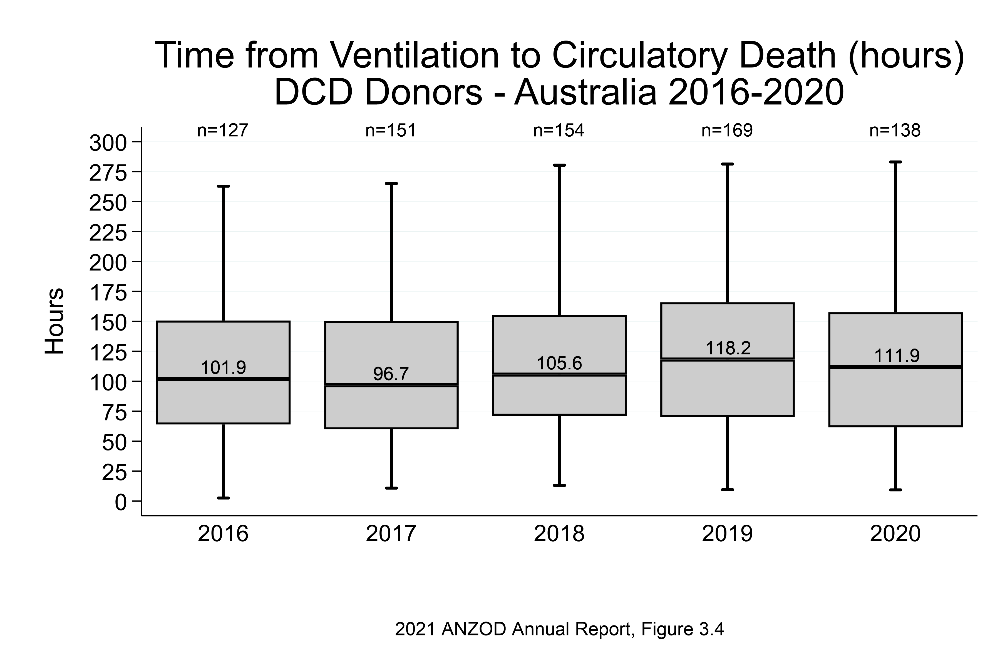 Time from Ventilation to Circulatory Death (hours)
DCD Donors - Australia 2016-2020
n=127 n=151 n=154 n=169 n=138
300
275
250
225
200
175
150
125
100
75
50
25
0
Hours
101.9 96.7 105.6 118.2 111.9
2016 2017 2018 2019 2020
2021 ANZOD Annual Report, Figure 3.4